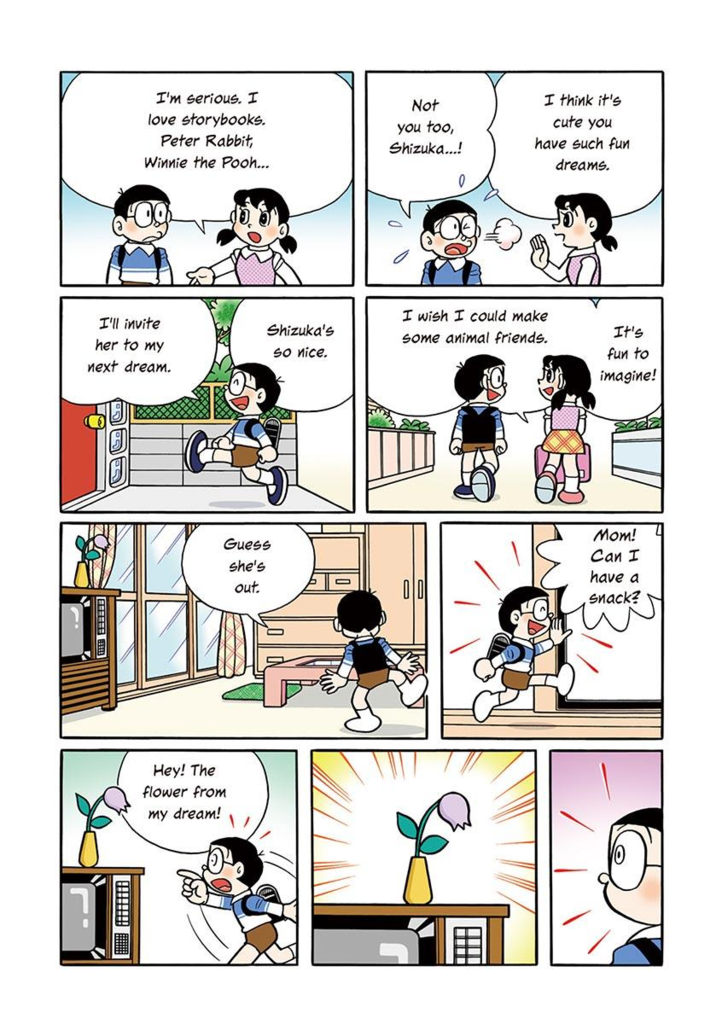 I think it's
cute you
have such fun
dreams.
Not
you too,
Shizuka...!
I'm serious. I
love storybooks.
Peter Rabbit,
Winnie the Pooh...
It's
fun to
imagine!
I wish I could make
some animal friends.
Shizuka's
so nice.
I'll invite
her to my
next dream.
Mom!
Can I
have a
snack?
Guess
she's
out.
Hey! The
flower from
my dream!